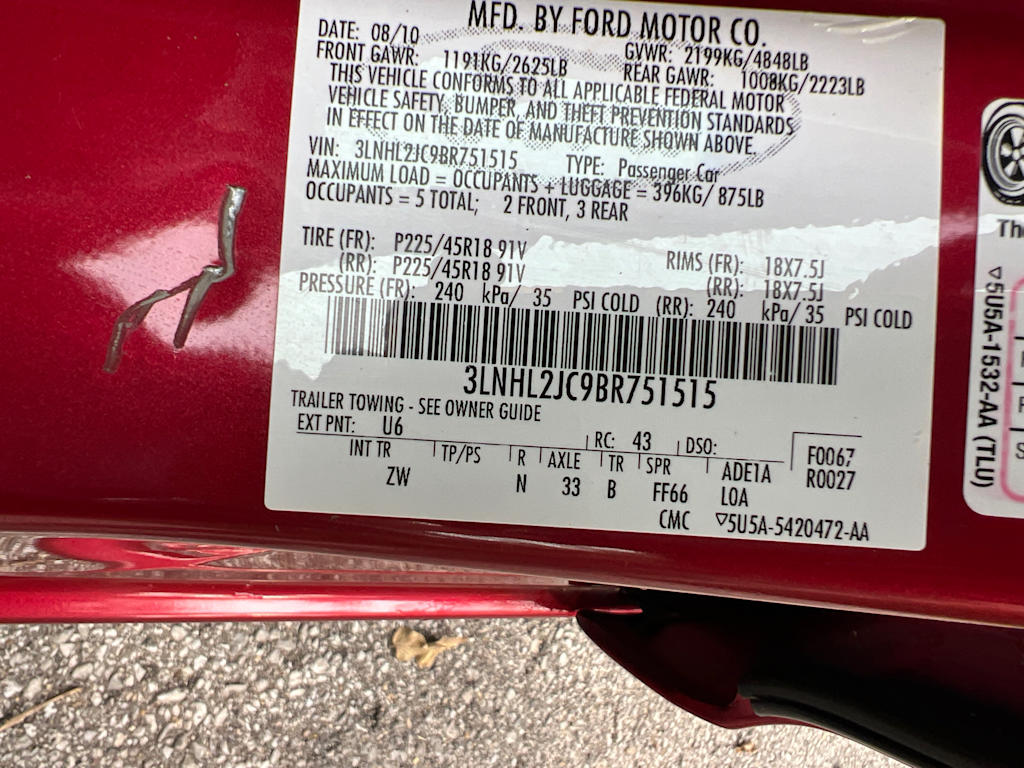 MFD. BY FORD MOTOR CO.
DATE: 08/10 GVWR: 2199KG/4848LB
FRONT GAWR: 1191KG/2625LB REAR GAWR: 1008KG/2223LB
THIS VEHICLE CONFORMS TO ALL APPLICABLE FEDERAL MOTOR
VEHICLE SAFETY, BUMPER, AND THEFT PREVENTION STANDARDS
IN EFFECT ON THE DATE OF MANUFACTURE SHOWN ABOVE.
VIN: 3LNHL2JC9BR751515 TYPE: Passenger Car
MAXIMUM LOAD = OCCUPANTS + LUGGAGE = 396KG/ 875LB
OCCUPANTS = 5 TOTAL; 2 FRONT, 3 REAR
TIRE (FR): P225/45R18 91V RIMS (FR): 18X7.5J
(RR): P225/45R18 91V (RR): 18X7.5J
PRESSURE (FR): 240 kPa/ 35 PSI COLD (RR): 240 kPa/ 35 PSI COLD
3LNHL2JC9BR751515
TRAILER TOWING - SEE OWNER GUIDE
EXT PNT: U6 RC: 43 DSO: F0067
INT TR TP/PS R AXLE TR SPR ADE1A R0027
ZW N 33 B FF66 LOA
CMC ▽5U5A-5420472-AA
Th
▽5U5A-1532-AA (TLU)